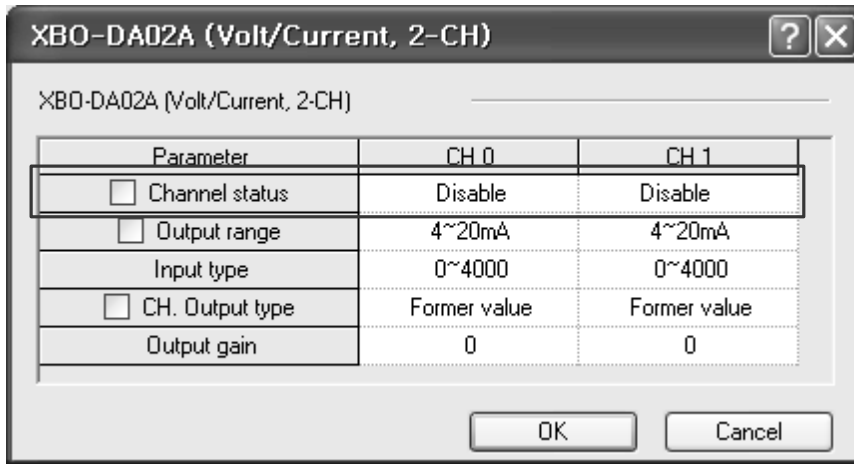 XBO-DA02A (Volt/Current, 2-CH)
XBO-DA02A (Volt/Current, 2-CH)
Parameter CH 0 CH 1
Channel status Disable Disable
Output range 4~20mA 4~20mA
Input type 0~4000 0~4000
CH. Output type Former value Former value
Output gain 0 0
OK Cancel